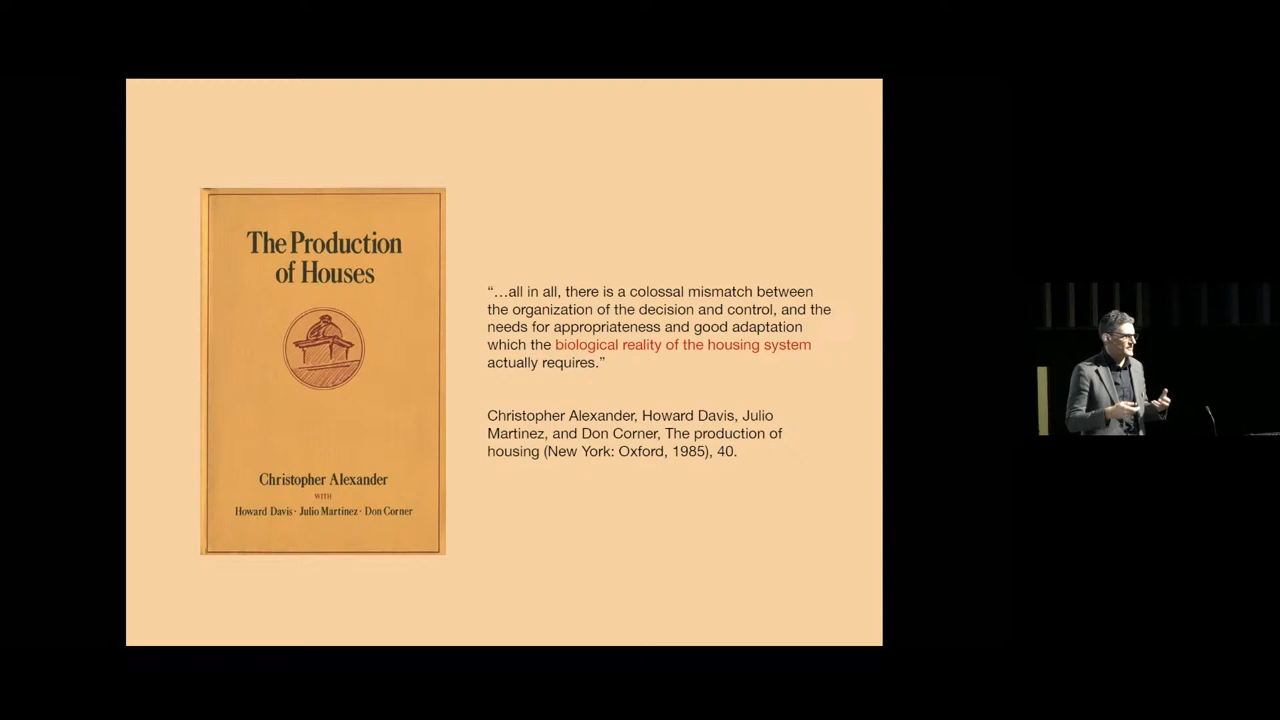 The Production
of Houses
Christopher Alexander
WITH
Howard Davis · Julio Martinez · Don Corner
“…all in all, there is a colossal mismatch between
the organization of the decision and control, and the
needs for appropriateness and good adaptation
which the biological reality of the housing system
actually requires.”
Christopher Alexander, Howard Davis, Julio
Martinez, and Don Corner, The production of
housing (New York: Oxford, 1985), 40.